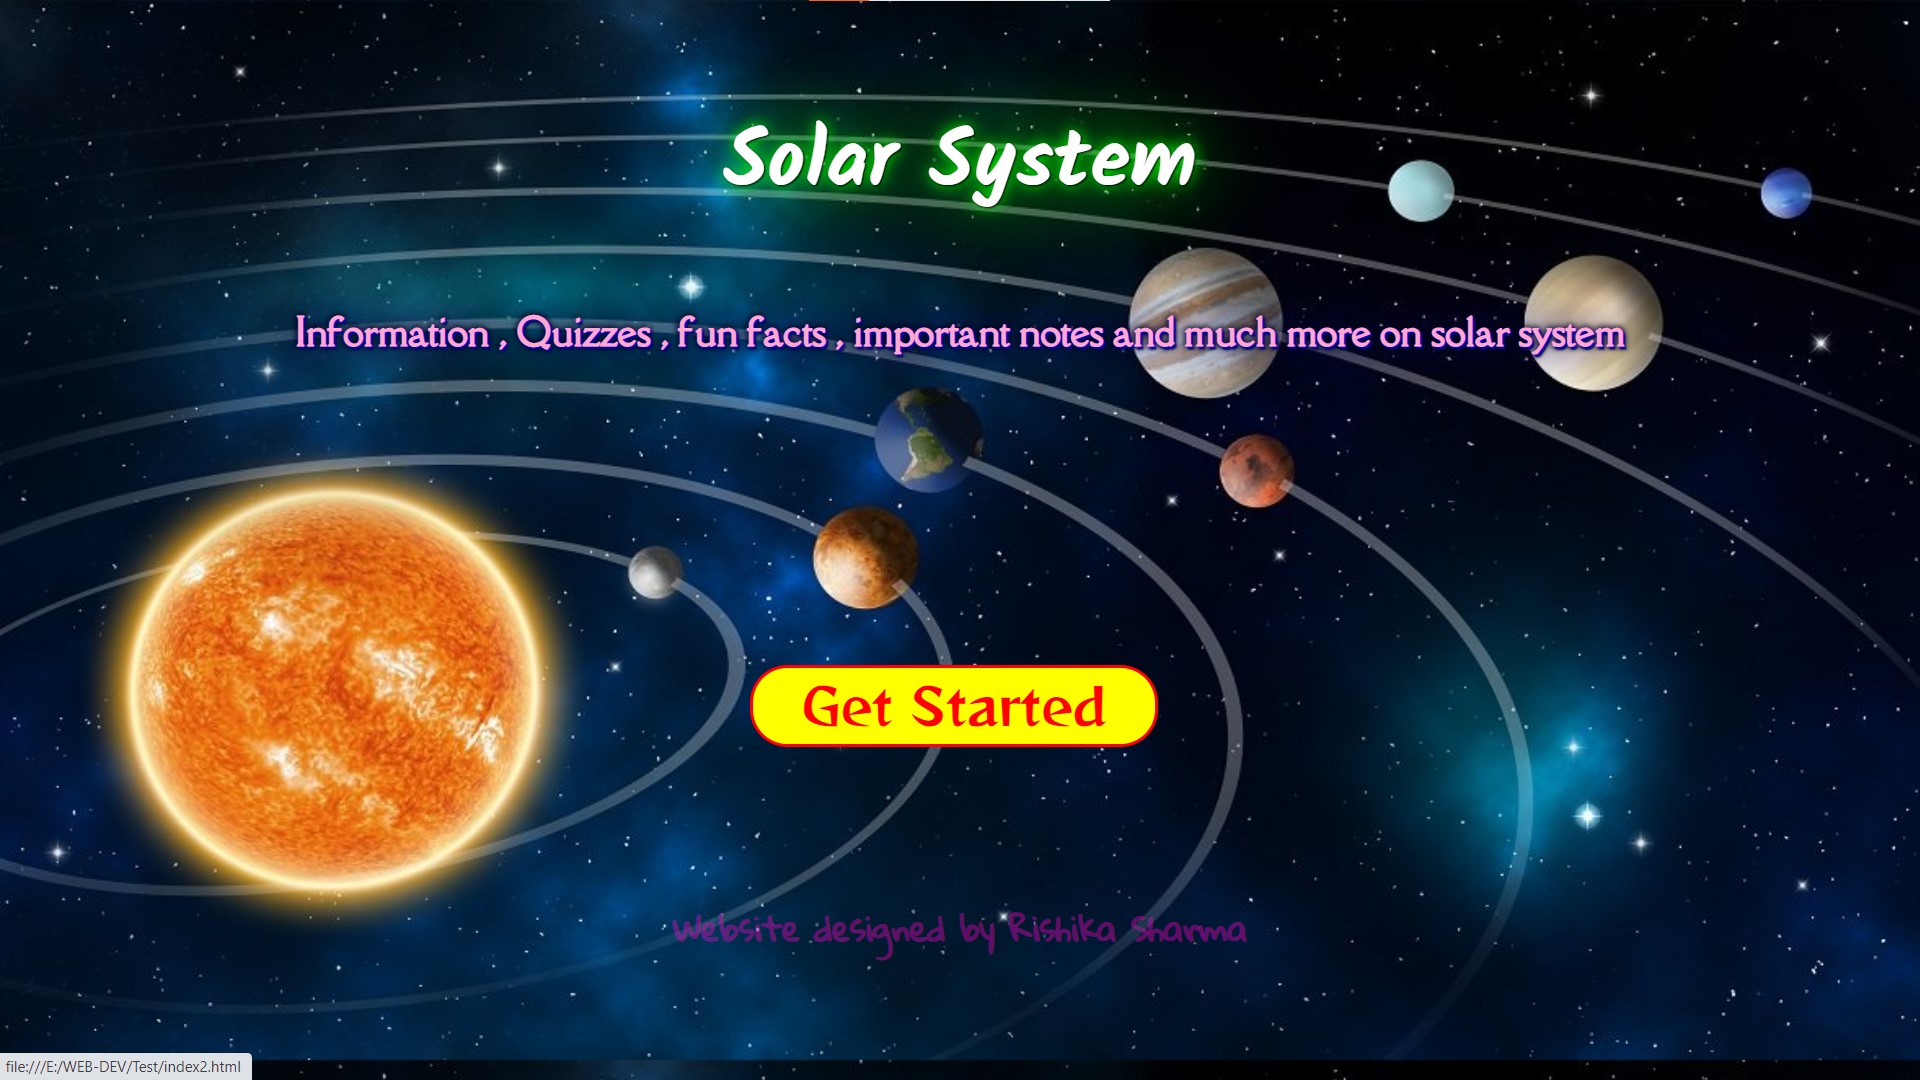 Solar System
Information , Quizzes , fun facts , important notes and much more on solar system
Get Started
Website designed by Rishika Sharma
file:///E:/WEB-DEV/Test/index2.html